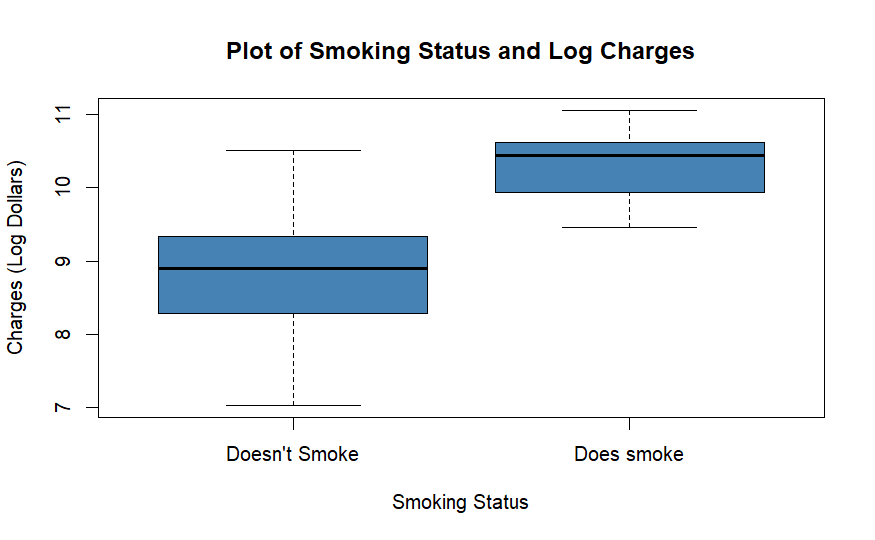 Plot of Smoking Status and Log Charges
Charges (Log Dollars)
11
10
9
8
7
Doesn't Smoke
Does smoke
Smoking Status